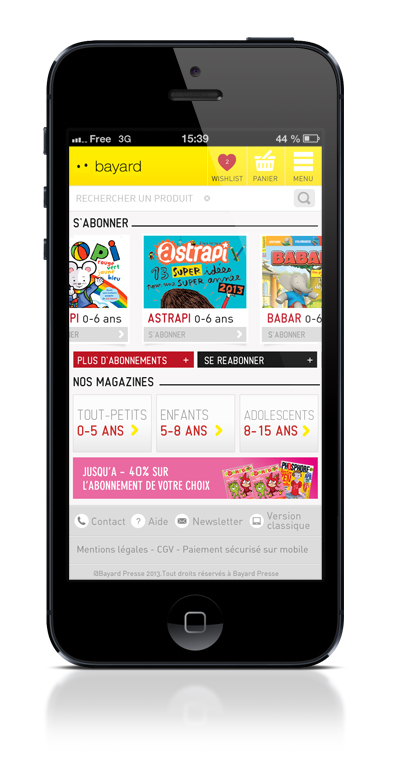 Free 3G 15:39 44 %
bayard
2
WISHLIST PANIER MENU
RECHERCHER UN PRODUIT
S'ABONNER
OPI
rouge
vert
jaune
bleu
astrapi
13 SUPER idées
pour une SUPER année
2013
BABAR
PI 0-6 ans
ASTRAPI 0-6 ans
BABAR 0-6
ER
S'ABONNER
S'ABONNER
PLUS D'ABONNEMENTS +
SE REABONNER +
NOS MAGAZINES
TOUT-PETITS
0-5 ANS
ENFANTS
5-8 ANS
ADOLESCENTS
8-15 ANS
JUSQU'A - 40% SUR
L'ABONNEMENT DE VOTRE CHOIX
PHOSPHORE
Contact
? Aide
Newsletter
Version
classique
Mentions légales - CGV - Paiement sécurisé sur mobile
©Bayard Presse 2013.Tout droits réservés à Bayard Presse